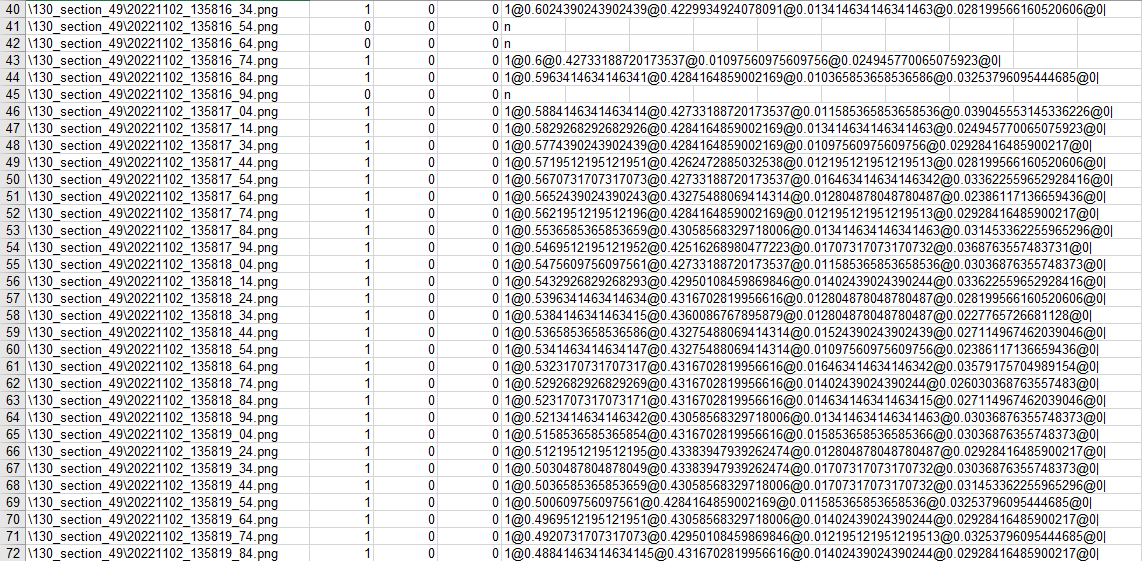 40 \130_section_49\20221102_135816_34.png 1 0 0 1@0.6024390243902439@0.4229934924078091@0.013414634146341463@0.028199566160520606@0|
41 \130_section_49\20221102_135816_54.png 0 0 0 n
42 \130_section_49\20221102_135816_64.png 0 0 0 n
43 \130_section_49\20221102_135816_74.png 1 0 0 1@0.6@0.42733188720173537@0.01097560975609756@0.024945770065075923@0|
44 \130_section_49\20221102_135816_84.png 1 0 0 1@0.5963414634146341@0.4284164859002169@0.010365853658536586@0.03253796095444685@0|
45 \130_section_49\20221102_135816_94.png 0 0 0 n
46 \130_section_49\20221102_135817_04.png 1 0 0 1@0.5884146341463414@0.42733188720173537@0.011585365853658536@0.039045553145336226@0|
47 \130_section_49\20221102_135817_14.png 1 0 0 1@0.5829268292682926@0.4284164859002169@0.013414634146341463@0.024945770065075923@0|
48 \130_section_49\20221102_135817_34.png 1 0 0 1@0.5774390243902439@0.4284164859002169@0.01097560975609756@0.02928416485900217@0|
49 \130_section_49\20221102_135817_44.png 1 0 0 1@0.5719512195121951@0.4262472885032538@0.012195121951219513@0.028199566160520606@0|
50 \130_section_49\20221102_135817_54.png 1 0 0 1@0.5670731707317073@0.42733188720173537@0.016463414634146342@0.033622559652928416@0|
51 \130_section_49\20221102_135817_64.png 1 0 0 1@0.5652439024390243@0.43275488069414314@0.012804878048780487@0.02386117136659436@0|
52 \130_section_49\20221102_135817_74.png 1 0 0 1@0.5621951219512196@0.4284164859002169@0.012195121951219513@0.02928416485900217@0|
53 \130_section_49\20221102_135817_84.png 1 0 0 1@0.5536585365853659@0.43058568329718006@0.013414634146341463@0.031453362255965296@0|
54 \130_section_49\20221102_135817_94.png 1 0 0 1@0.5469512195121952@0.42516268980477223@0.01707317073170732@0.0368763557483731@0|
55 \130_section_49\20221102_135818_04.png 1 0 0 1@0.5475609756097561@0.42733188720173537@0.011585365853658536@0.03036876355748373@0|
56 \130_section_49\20221102_135818_14.png 1 0 0 1@0.5432926829268293@0.42950108459869846@0.01402439024390244@0.033622559652928416@0|
57 \130_section_49\20221102_135818_24.png 1 0 0 1@0.5396341463414634@0.4316702819956616@0.012804878048780487@0.028199566160520606@0|
58 \130_section_49\20221102_135818_34.png 1 0 0 1@0.5384146341463415@0.4360086767895879@0.012804878048780487@0.0227765726681128@0|
59 \130_section_49\20221102_135818_44.png 1 0 0 1@0.5365853658536586@0.43275488069414314@0.01524390243902439@0.027114967462039046@0|
60 \130_section_49\20221102_135818_54.png 1 0 0 1@0.5341463414634147@0.43275488069414314@0.01097560975609756@0.02386117136659436@0|
61 \130_section_49\20221102_135818_64.png 1 0 0 1@0.5323170731707317@0.4316702819956616@0.016463414634146342@0.03579175704989154@0|
62 \130_section_49\20221102_135818_74.png 1 0 0 1@0.5292682926829269@0.4316702819956616@0.01402439024390244@0.026030368763557483@0|
63 \130_section_49\20221102_135818_84.png 1 0 0 1@0.5231707317073171@0.4316702819956616@0.014634146341463415@0.027114967462039046@0|
64 \130_section_49\20221102_135818_94.png 1 0 0 1@0.5213414634146342@0.43058568329718006@0.013414634146341463@0.03036876355748373@0|
65 \130_section_49\20221102_135819_04.png 1 0 0 1@0.5158536585365854@0.4316702819956616@0.015853658536585366@0.03036876355748373@0|
66 \130_section_49\20221102_135819_24.png 1 0 0 1@0.5121951219512195@0.43383947939262474@0.012804878048780487@0.02928416485900217@0|
67 \130_section_49\20221102_135819_34.png 1 0 0 1@0.5030487804878049@0.43383947939262474@0.01707317073170732@0.03036876355748373@0|
68 \130_section_49\20221102_135819_44.png 1 0 0 1@0.5036585365853659@0.43058568329718006@0.01707317073170732@0.031453362255965296@0|
69 \130_section_49\20221102_135819_54.png 1 0 0 1@0.500609756097561@0.4284164859002169@0.011585365853658536@0.03253796095444685@0|
70 \130_section_49\20221102_135819_64.png 1 0 0 1@0.4969512195121951@0.43058568329718006@0.01402439024390244@0.02928416485900217@0|
71 \130_section_49\20221102_135819_74.png 1 0 0 1@0.4920731707317073@0.42950108459869846@0.012195121951219513@0.03253796095444685@0|
72 \130_section_49\20221102_135819_84.png 1 0 0 1@0.48841463414634145@0.4316702819956616@0.01402439024390244@0.02928416485900217@0|